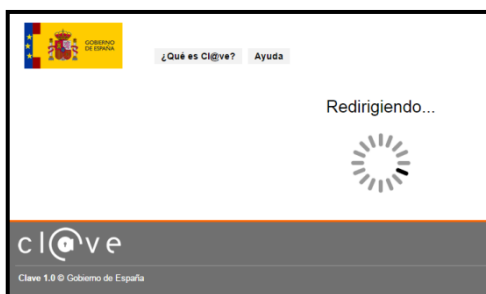 GOBIERNO
DE ESPAÑA
¿Qué es Cl@ve? Ayuda
Redirigiendo...
cl@ve
Clave 1.0 © Gobierno de España